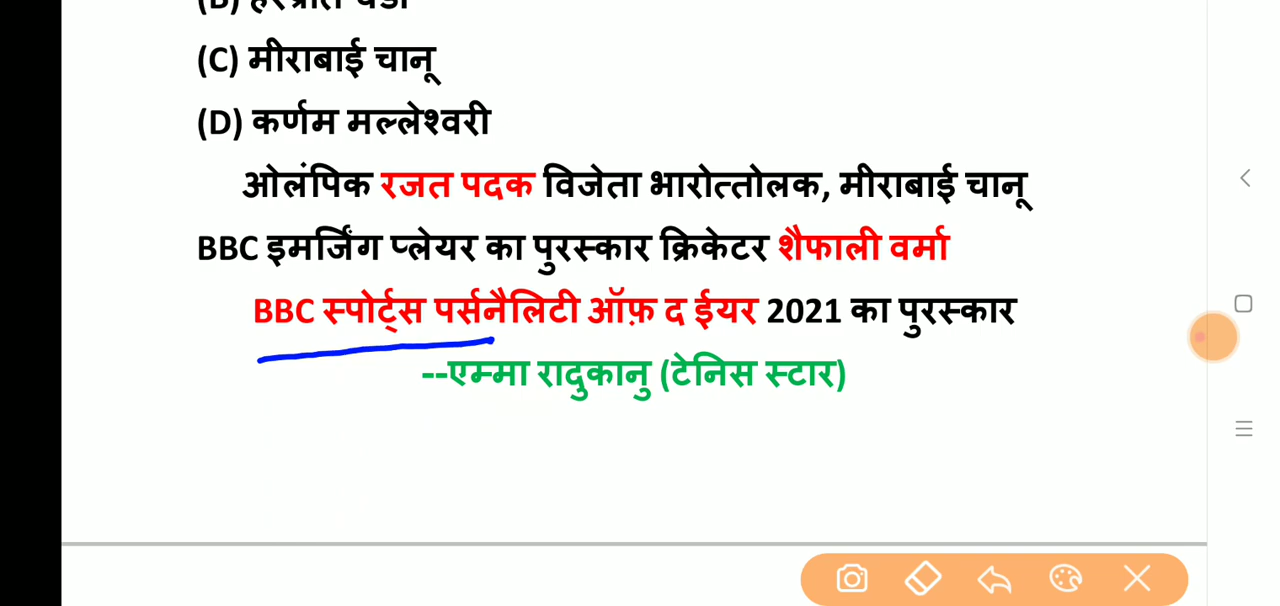 (C) मीराबाई चानू
(D) कर्णम मल्लेश्वरी
ओलंपिक रजत पदक विजेता भारोत्तोलक, मीराबाई चानू
BBC इमर्जिंग प्लेयर का पुरस्कार क्रिकेटर शैफाली वर्मा
BBC स्पोर्ट्स पर्सनैलिटी ऑफ़ द ईयर 2021 का पुरस्कार
--एम्मा रादुकानु (टेनिस स्टार)